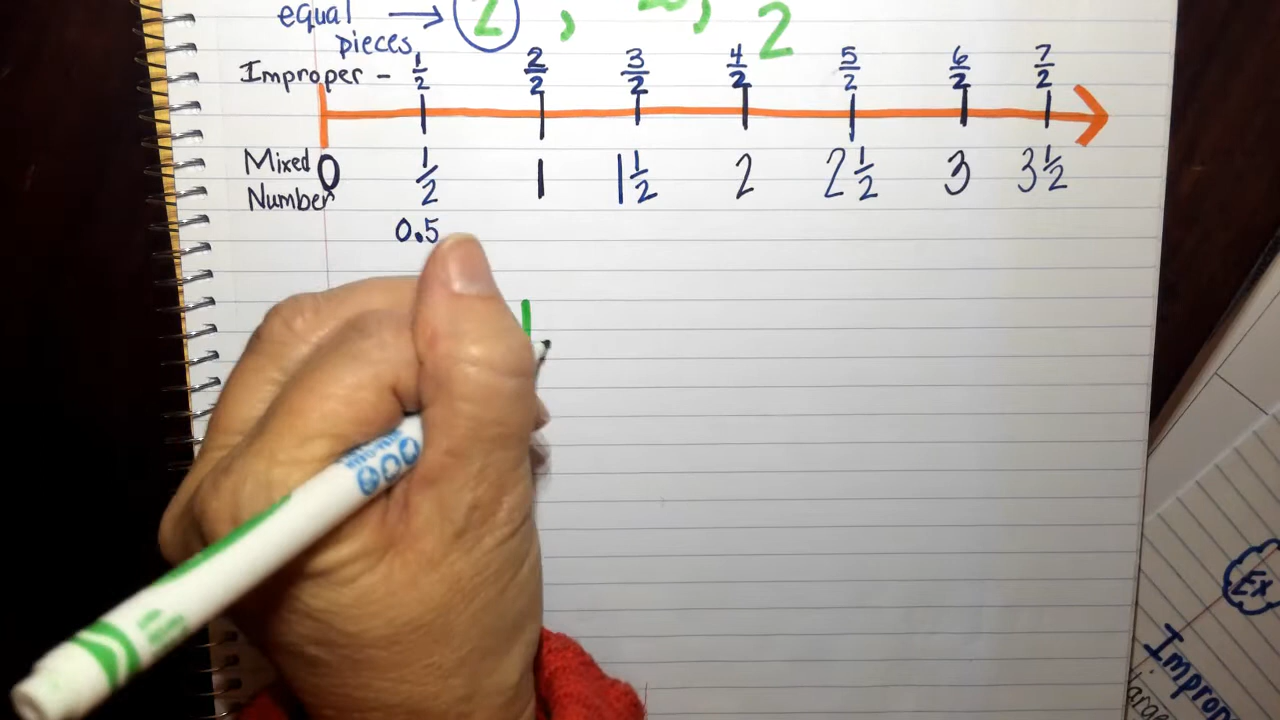 equal → 2 , , 2
pieces
Improper - 1/2 2/2 3/2 4/2 5/2 6/2 7/2
Mixed 0 1/2 1 1 1/2 2 2 1/2 3 3 1/2
Number
0.5
Ex
Improp